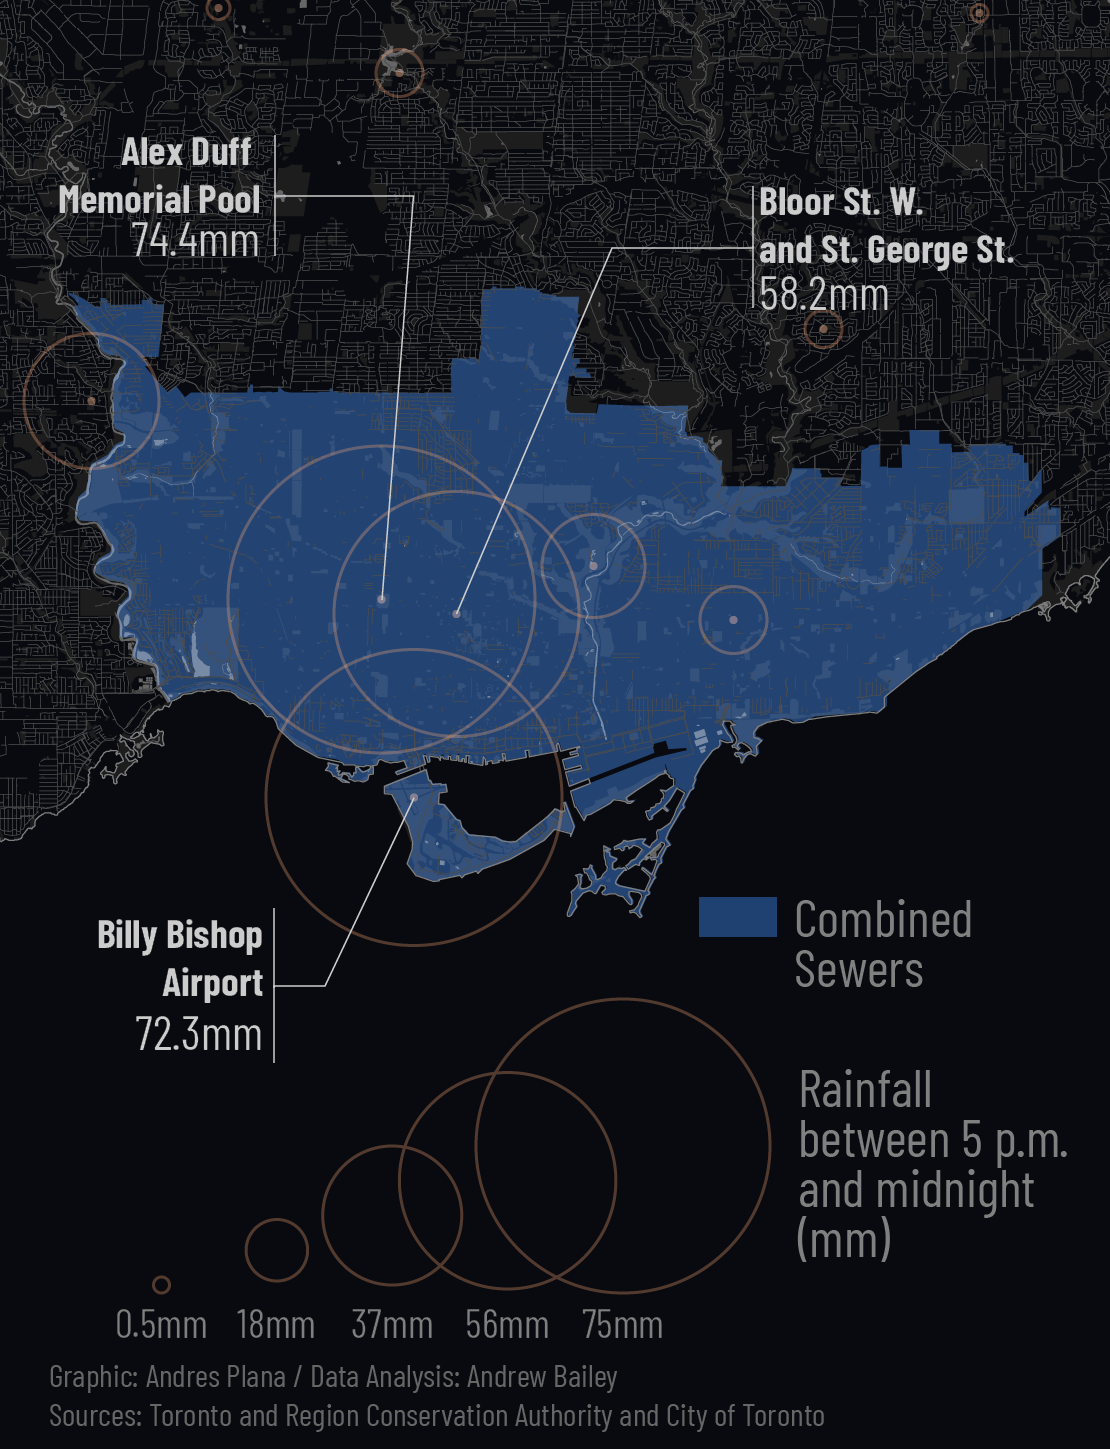 Alex Duff
Memorial Pool
74.4mm
Bloor St. W.
and St. George St.
58.2mm
Billy Bishop
Airport
72.3mm
Combined
Sewers
Rainfall
between 5 p.m.
and midnight
(mm)
0.5mm 18mm 37mm 56mm 75mm
Graphic: Andres Plana / Data Analysis: Andrew Bailey
Sources: Toronto and Region Conservation Authority and City of Toronto